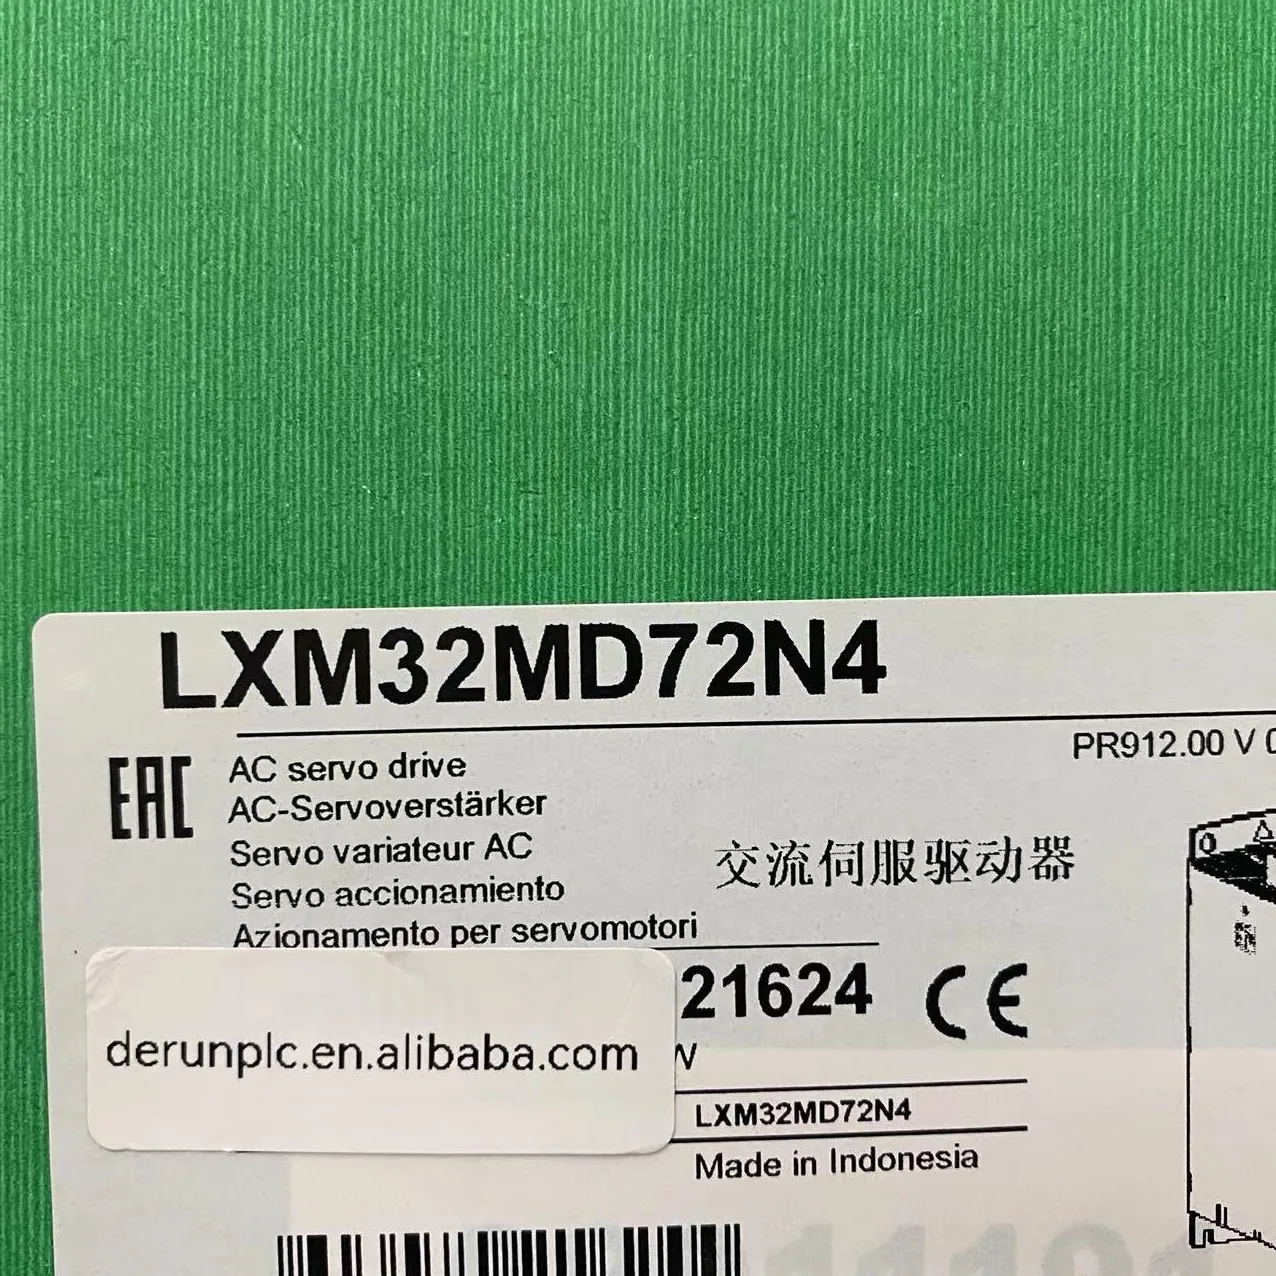 LXM32MD72N4
PR912.00 V
EAC
AC servo drive
AC-Servoverstärker
Servo variateur AC
Servo accionamiento
Azionamento per servomotori
交流伺服驱动器
21624 CE
derunplc.en.alibaba.com
LXM32MD72N4
Made in Indonesia